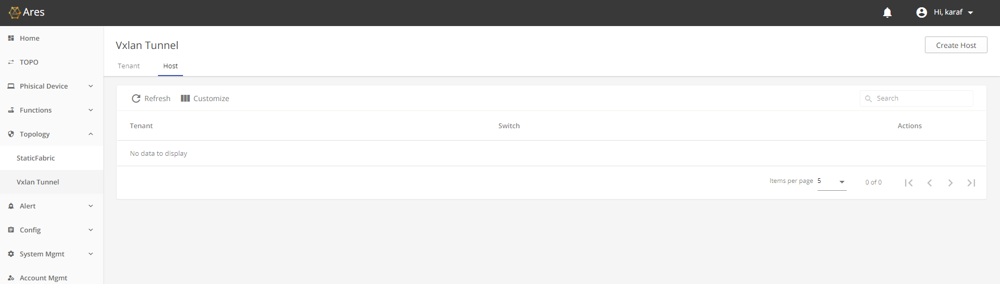 Ares
Hi, karaf
Home
TOPO
Phisical Device
Functions
Topology
StaticFabric
Vxlan Tunnel
Alert
Config
System Mgmt
Account Mgmt
Vxlan Tunnel
Create Host
Tenant Host
Refresh Customize
Search
Tenant Switch Actions
No data to display
Items per page 5 0 of 0